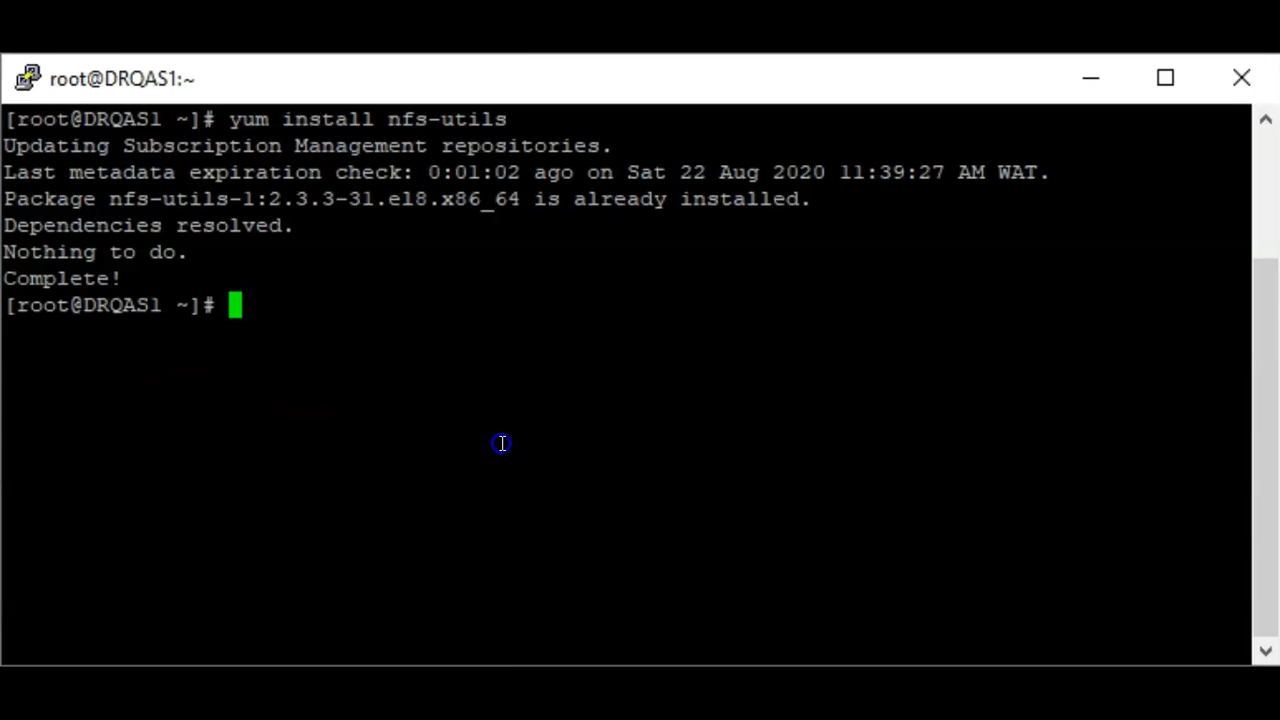 root@DRQAS1:~
[root@DRQAS1 ~]# yum install nfs-utils
Updating Subscription Management repositories.
Last metadata expiration check: 0:01:02 ago on Sat 22 Aug 2020 11:39:27 AM WAT.
Package nfs-utils-1:2.3.3-31.el8.x86_64 is already installed.
Dependencies resolved.
Nothing to do.
Complete!
[root@DRQAS1 ~]#